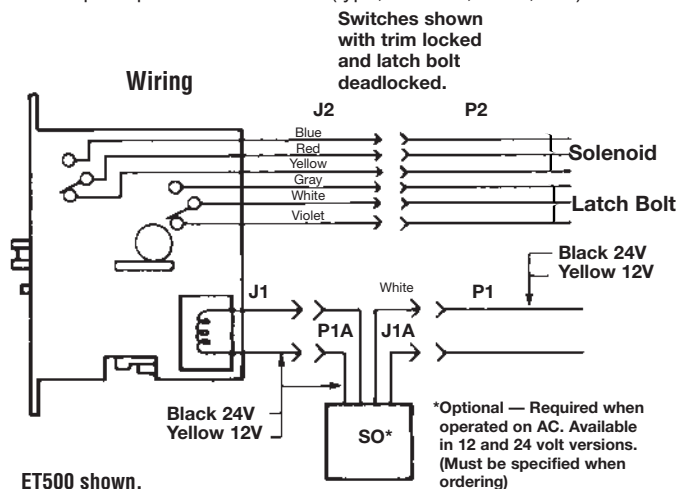 Switches shown
with trim locked
and latch bolt
deadlocked.
Wiring
J2 P2
Blue
Red
Yellow
Gray
White
Violet
Solenoid
Latch Bolt
Black 24V
Yellow 12V
J1 White P1
P1A J1A
Black 24V
Yellow 12V
SO*
*Optional — Required when
operated on AC. Available
in 12 and 24 volt versions.
(Must be specified when
ordering)
ET500 shown.